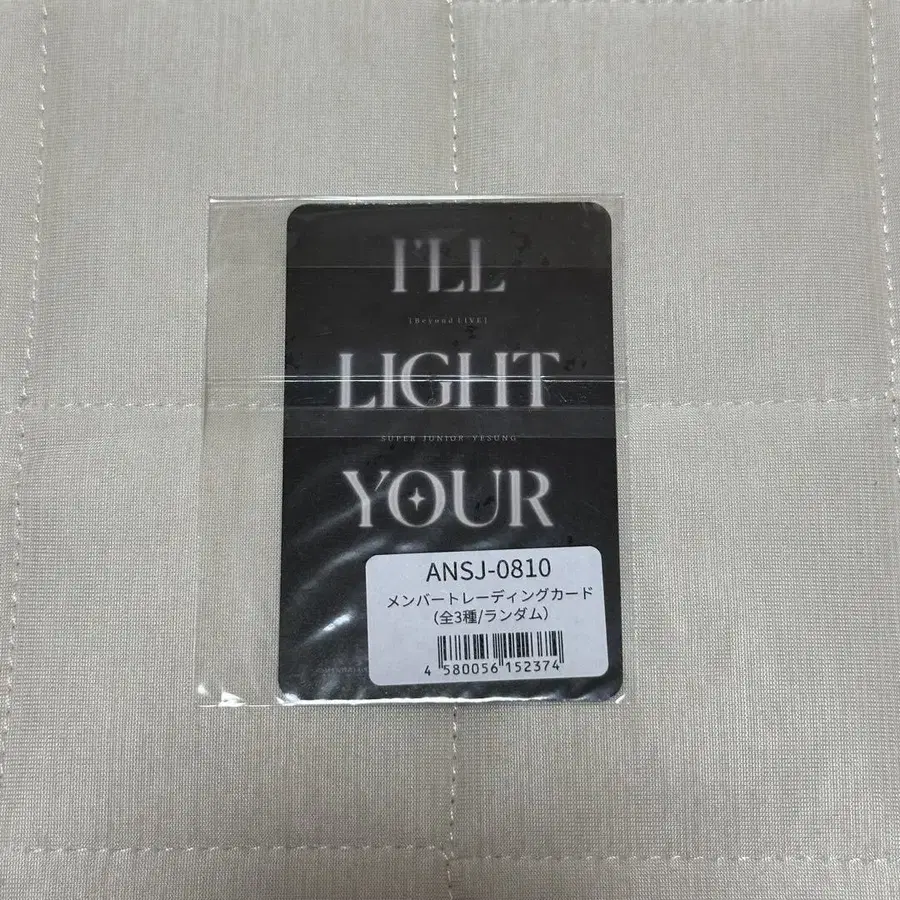 I'LL
[Beyond LIVE]
LIGHT
SUPER JUNIOR-YESUNG
YOUR
ANSJ-0810
メンバートレーディングカード
(全3種/ランダム)
4 580056 152374